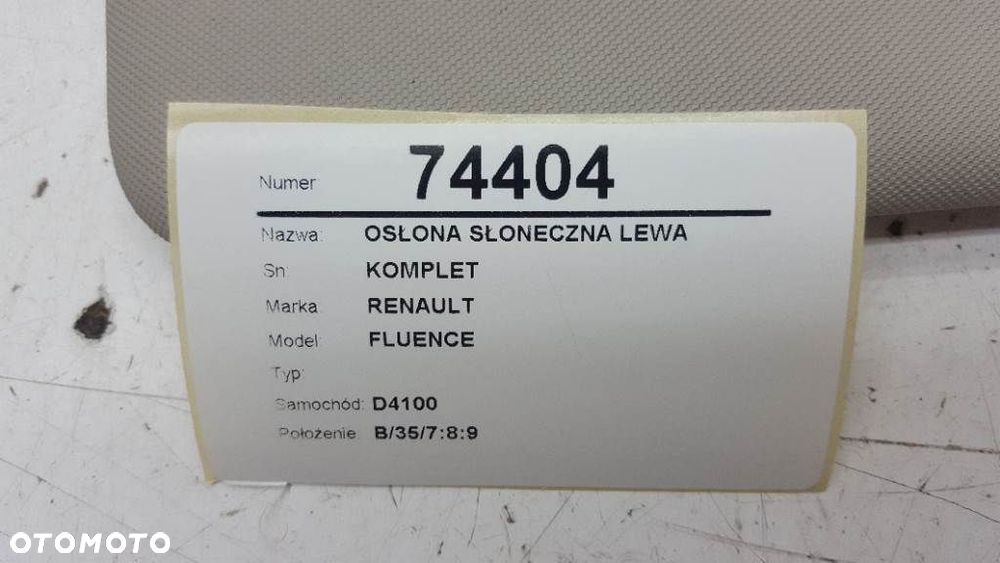 Numer 74404
Nazwa: OSŁONA SŁONECZNA LEWA
Sn: KOMPLET
Marka RENAULT
Model: FLUENCE
Typ:
Samochód: D4100
Położenie B/35/7:8:9
OTOMOTO